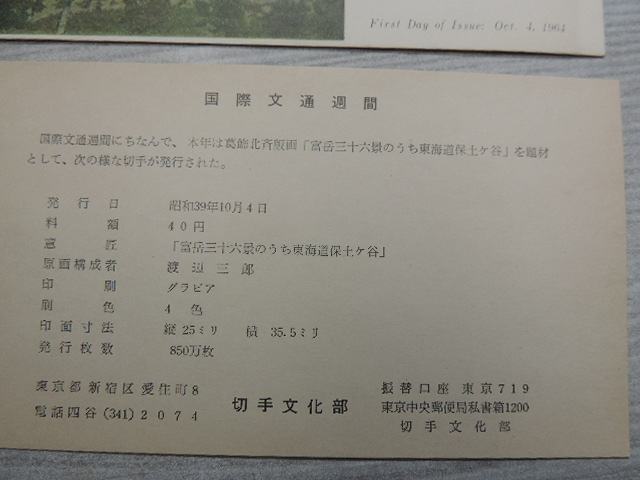 First Day of Issue: Oct. 4, 1964
国際文通週間
国際文通週間にちなんで、本年は葛飾北斉版画「富岳三十六景のうち東海道保土ケ谷」を題材
として、次の様な切手が発行された。
発行日 昭和39年10月4日
料額 40円
意匠 「富岳三十六景のうち東海道保土ケ谷」
原画構成者 渡辺三郎
印刷 グラビア
刷色 4色
印面寸法 縦25ミリ 横35.5ミリ
発行枚数 850万枚
東京都新宿区愛住町8
電話四谷(341)2074
切手文化部
振替口座 東京719
東京中央郵便局私書箱1200
切手文化部